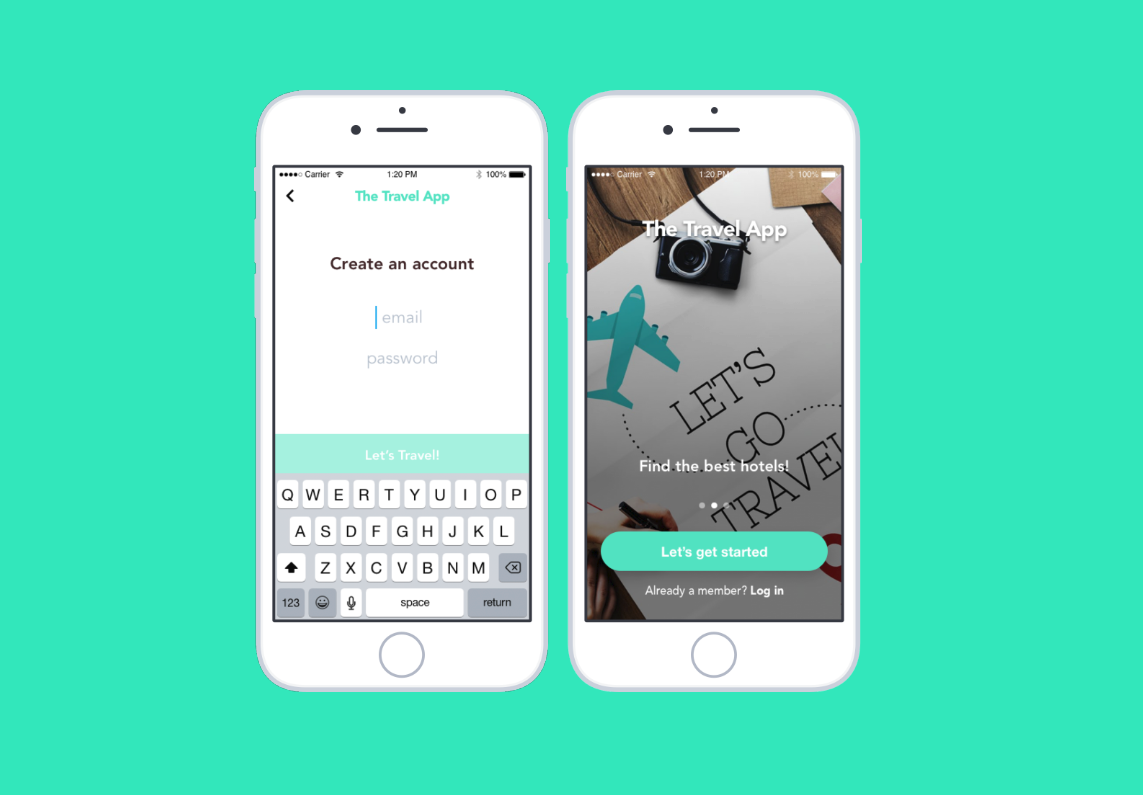 Carrier 1:20 PM 100%
The Travel App
Create an account
email
password
Let's Travel!
Q W E R T Y U I O P
A S D F G H J K L
Z X C V B N M
123 space return
Carrier 1:20 PM 100%
The Travel App
LET'S
GO
TRAVEL
Find the best hotels!
Let's get started
Already a member? Log in